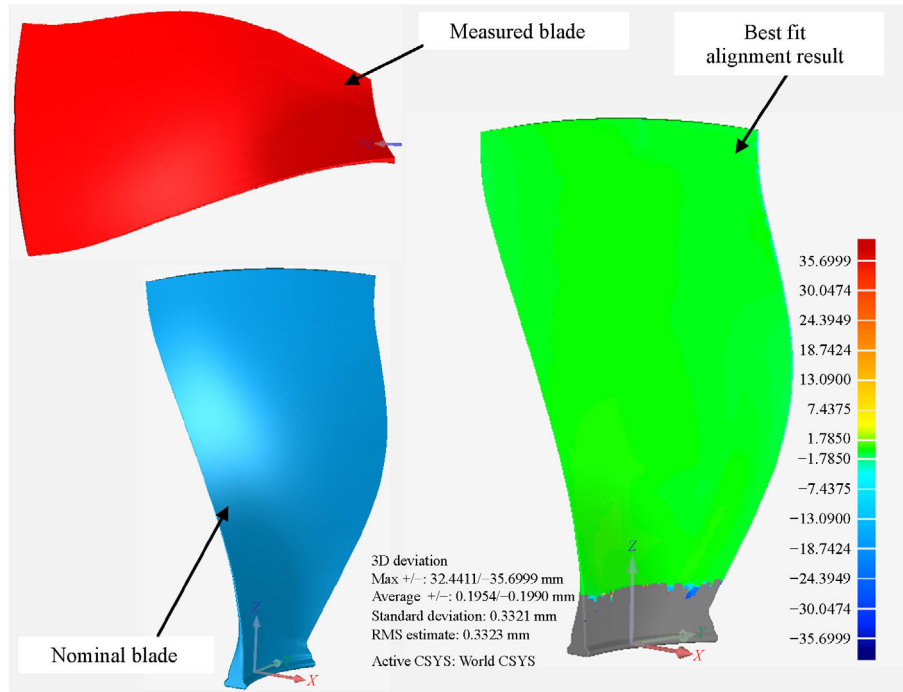 Measured blade
Best fit
alignment result
35.6999
30.0474
24.3949
18.7424
13.0900
7.4375
1.7850
−1.7850
−7.4375
−13.0900
−18.7424
−24.3949
−30.0474
−35.6999
Z
X
Z
X
3D deviation
Max +/−: 32.4411/−35.6999 mm
Average +/−: 0.1954/−0.1990 mm
Standard deviation: 0.3321 mm
RMS estimate: 0.3323 mm
Active CSYS: World CSYS
Nominal blade